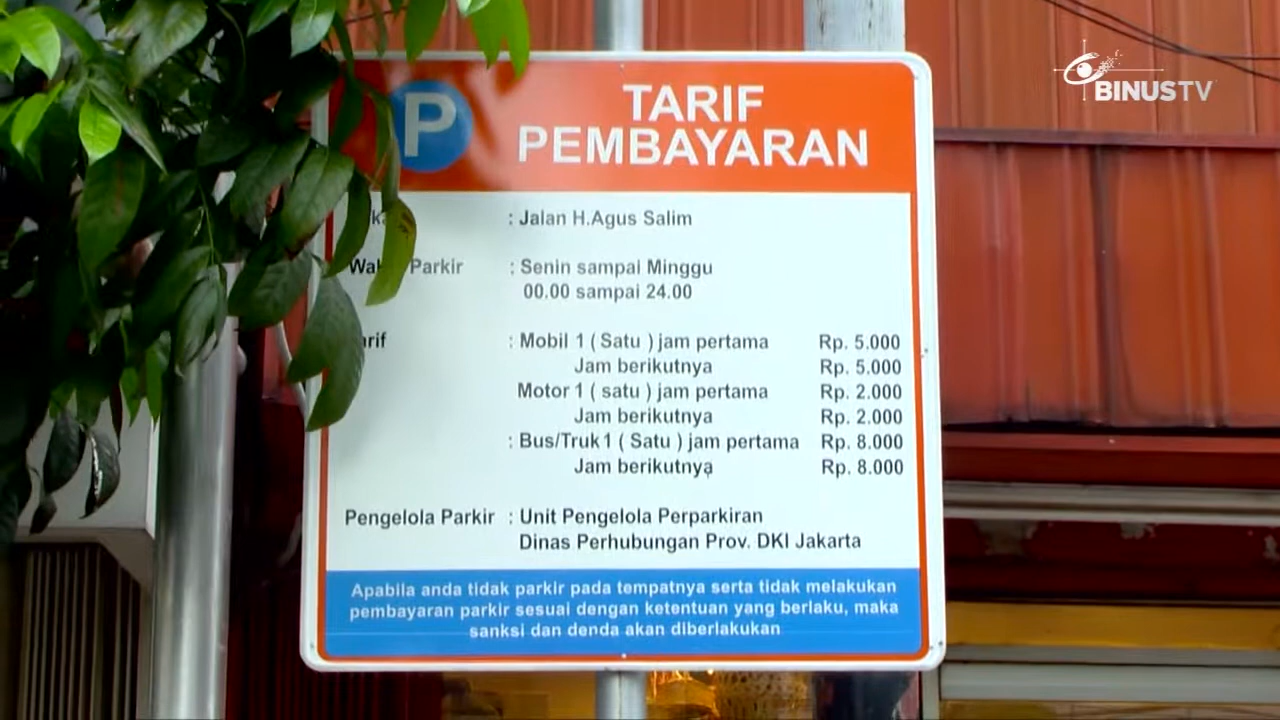 BINUSTV
P
TARIF
PEMBAYARAN
: Jalan H.Agus Salim
Parkir : Senin sampai Minggu
00.00 sampai 24.00
: Mobil 1 ( Satu ) jam pertama Rp. 5.000
Jam berikutnya Rp. 5.000
Motor 1 ( satu ) jam pertama Rp. 2.000
Jam berikutnya Rp. 2.000
: Bus/Truk 1 ( Satu ) jam pertama Rp. 8.000
Jam berikutnya Rp. 8.000
Pengelola Parkir : Unit Pengelola Perparkiran
Dinas Perhubungan Prov. DKI Jakarta
Apabila anda tidak parkir pada tempatnya serta tidak melakukan
pembayaran parkir sesuai dengan ketentuan yang berlaku, maka
sanksi dan denda akan diberlakukan